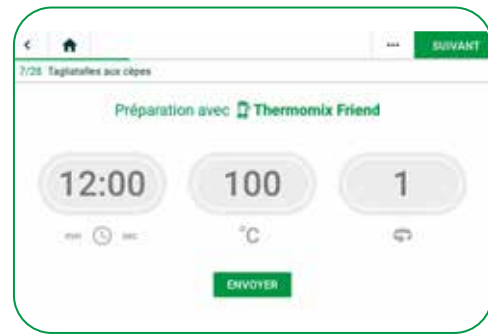 SUIVANT
7/28 Tagliatelles aux cèpes
Préparation avec Thermomix Friend
12:00 100 1
min sec °C
ENVOYER